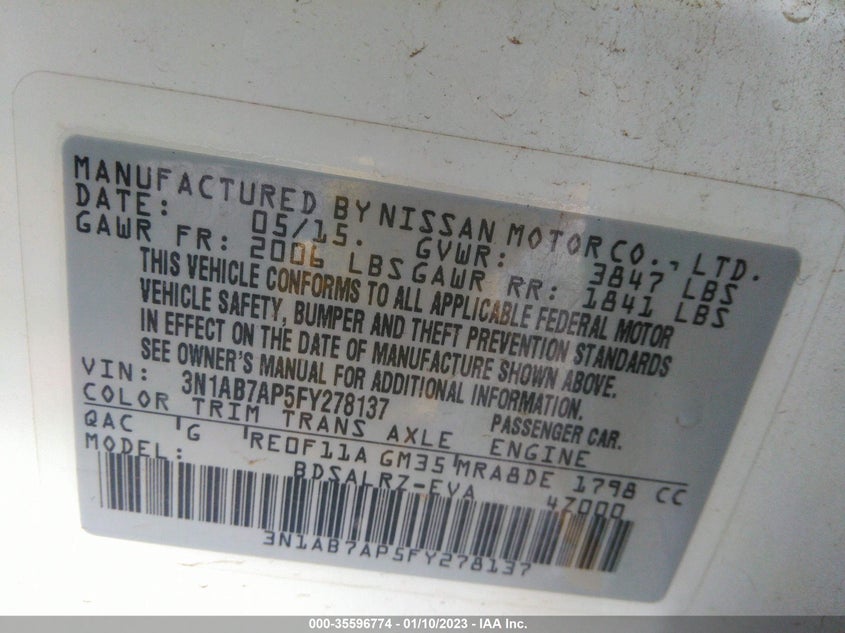 MANUFACTURED BY NISSAN MOTOR CO., LTD.
DATE: 05/15. GVWR: 3847 LBS
GAWR FR: 2006 LBS GAWR RR: 1841 LBS
THIS VEHICLE CONFORMS TO ALL APPLICABLE FEDERAL MOTOR
VEHICLE SAFETY, BUMPER AND THEFT PREVENTION STANDARDS
IN EFFECT ON THE DATE OF MANUFACTURE SHOWN ABOVE.
SEE OWNER'S MANUAL FOR ADDITIONAL INFORMATION.
VIN: 3N1AB7AP5FY278137 PASSENGER CAR.
COLOR TRIM TRANS AXLE ENGINE
QAC G RE0F11A GM35 MRA8DE 1798 CC
MODEL: BDSALRZ-EVA 4Z000
3N1AB7AP5FY278137
000-35596774 - 01/10/2023 - IAA Inc.